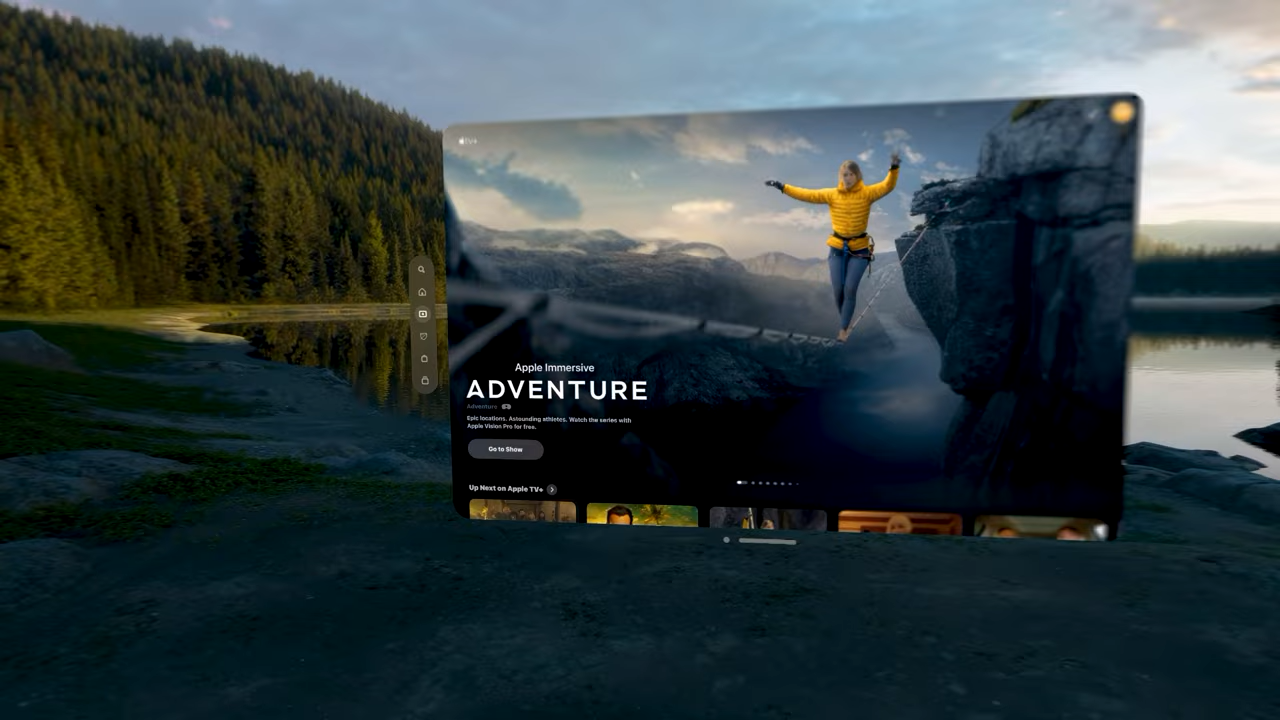 tv+
Apple Immersive
ADVENTURE
Adventure
Epic locations. Astounding athletes. Watch the series with
Apple Vision Pro for free.
Go to Show
Up Next on Apple TV+